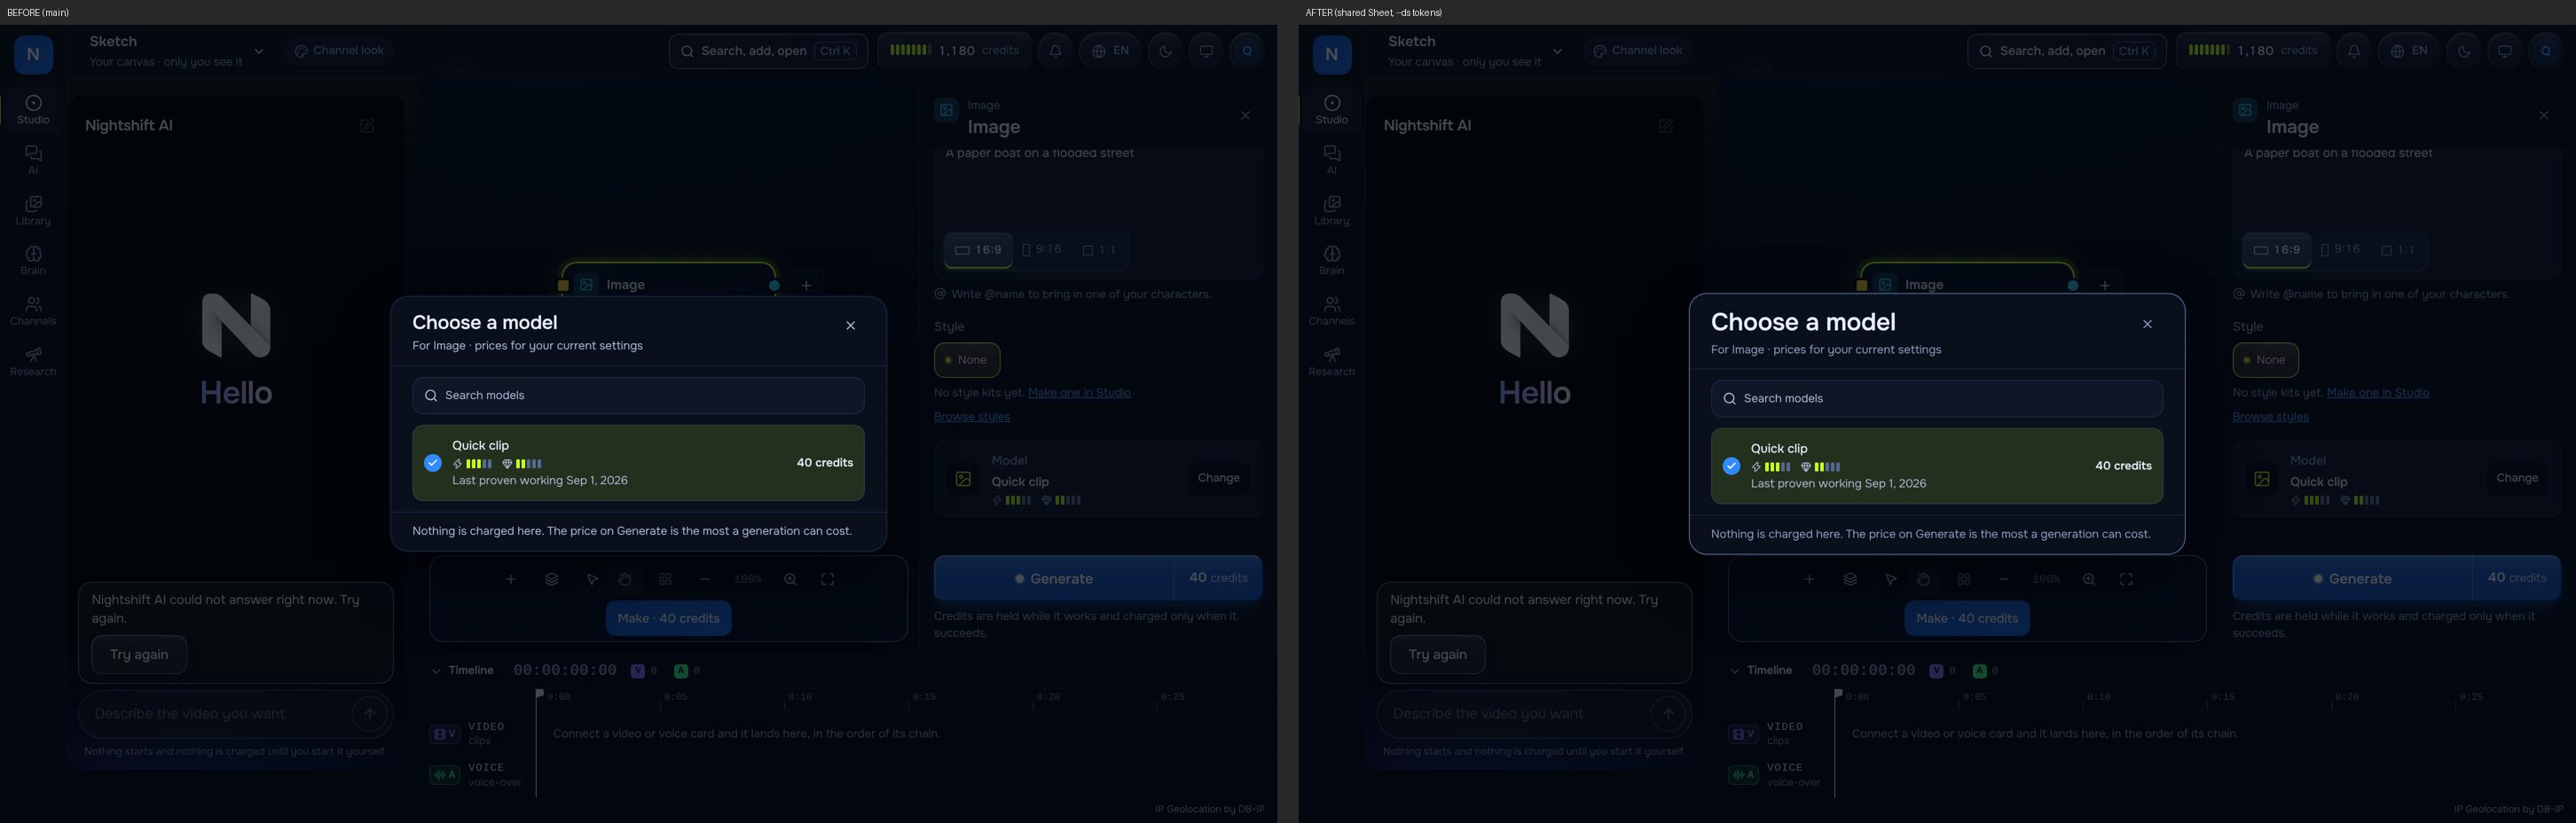 BEFORE (main)
N
Sketch
Your canvas · only you see it
Channel look
Search, add, open Ctrl K
1,180 credits
EN
Q
Studio
AI
Library
Brain
Channels
Research
Nightshift AI
Hello
Nightshift AI could not answer right now. Try
again.
Try again
Describe the video you want
Nothing starts and nothing is charged until you start it yourself.
Image
Choose a model
For Image · prices for your current settings
Search models
Quick clip
40 credits
Last proven working Sep 1, 2026
Nothing is charged here. The price on Generate is the most a generation can cost.
100%
Make · 40 credits
Image
Image
A paper boat on a flooded street
16:9 9:16 1:1
@ Write @name to bring in one of your characters.
Style
None
No style kits yet. Make one in Studio
Browse styles
Model
Quick clip
Change
Generate 40 credits
Credits are held while it works and charged only when it
succeeds.
Timeline 00:00:00:00 V 0 A 0
0:00 0:05 0:10 0:15 0:20 0:25
V VIDEO
clips
Connect a video or voice card and it lands here, in the order of its chain.
A VOICE
voice-over
IP Geolocation by DB-IP
AFTER (shared Sheet, --ds tokens)
N
Sketch
Your canvas · only you see it
Channel look
Search, add, open Ctrl K
1,180 credits
EN
Q
Studio
AI
Library
Brain
Channels
Research
Nightshift AI
Hello
Nightshift AI could not answer right now. Try
again.
Try again
Describe the video you want
Nothing starts and nothing is charged until you start it yourself.
Image
Choose a model
For Image · prices for your current settings
Search models
Quick clip
40 credits
Last proven working Sep 1, 2026
Nothing is charged here. The price on Generate is the most a generation can cost.
100%
Make · 40 credits
Image
Image
A paper boat on a flooded street
16:9 9:16 1:1
@ Write @name to bring in one of your characters.
Style
None
No style kits yet. Make one in Studio
Browse styles
Model
Quick clip
Change
Generate 40 credits
Credits are held while it works and charged only when it
succeeds.
Timeline 00:00:00:00 V 0 A 0
0:00 0:05 0:10 0:15 0:20 0:25
V VIDEO
clips
Connect a video or voice card and it lands here, in the order of its chain.
A VOICE
voice-over
IP Geolocation by DB-IP